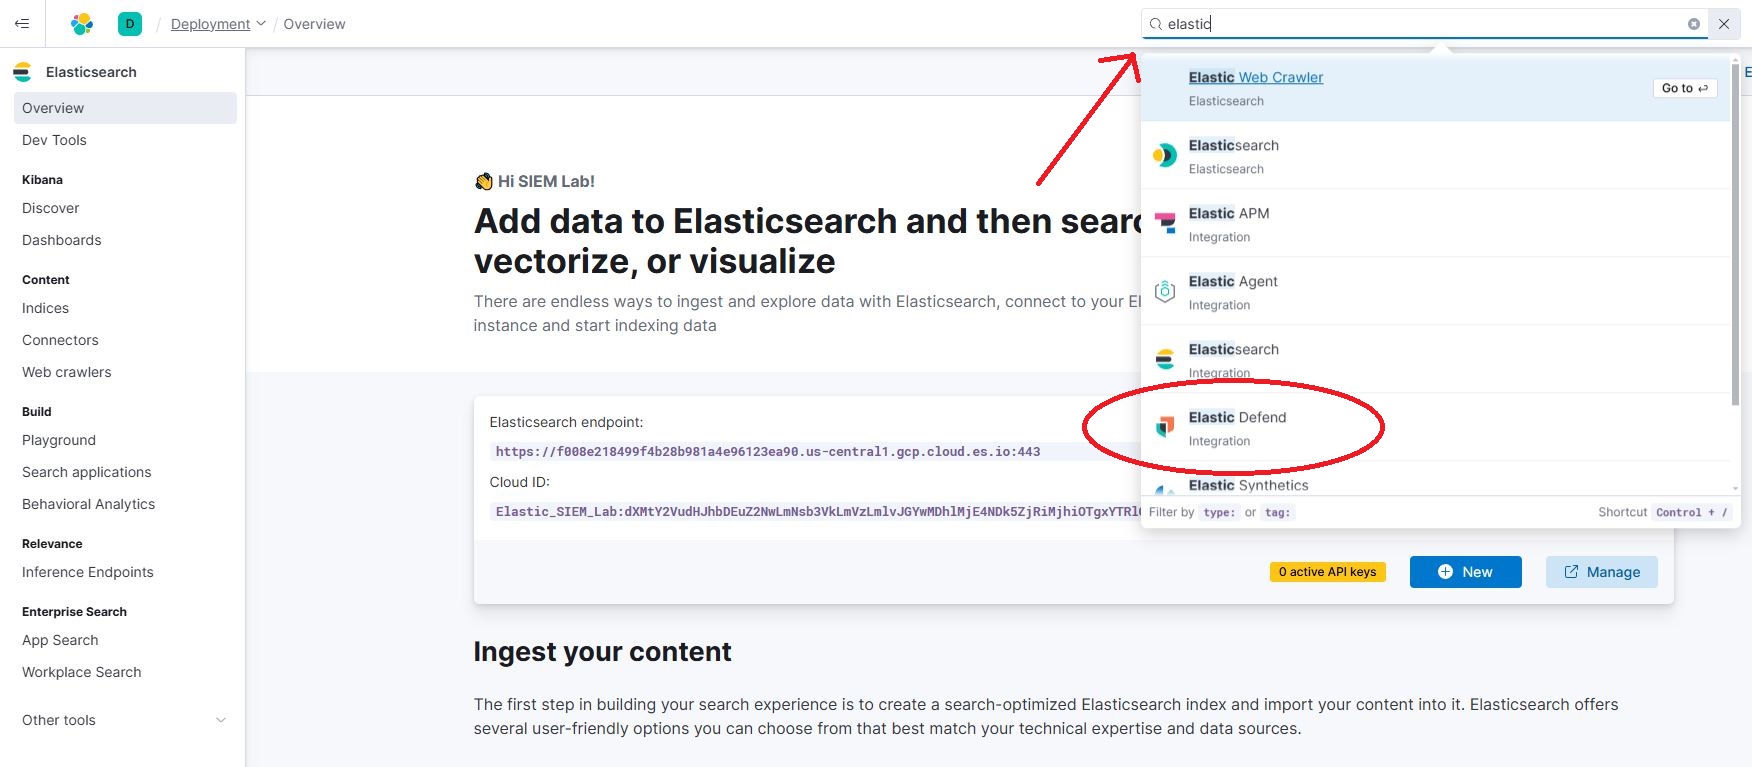 D / Deployment / Overview
elastic
Elasticsearch
Overview
Dev Tools
Kibana
Discover
Dashboards
Content
Indices
Connectors
Web crawlers
Build
Playground
Search applications
Behavioral Analytics
Relevance
Inference Endpoints
Enterprise Search
App Search
Workplace Search
Other tools
👋 Hi SIEM Lab!
Add data to Elasticsearch and then searc
vectorize, or visualize
There are endless ways to ingest and explore data with Elasticsearch, connect to your El
instance and start indexing data
Elasticsearch endpoint:
https://f008e218499f4b28b981a4e96123ea90.us-central1.gcp.cloud.es.io:443
Cloud ID:
0 active API keys
New
Manage
Ingest your content
The first step in building your search experience is to create a search-optimized Elasticsearch index and import your content into it. Elasticsearch offers
several user-friendly options you can choose from that best match your technical expertise and data sources.
Elastic Web Crawler
Elasticsearch
Go to
Elasticsearch
Elasticsearch
Elastic APM
Integration
Elastic Agent
Integration
Elasticsearch
Integration
Elastic Defend
Integration
Elastic Synthetics
Filter by type: or tag:
Shortcut Control + /